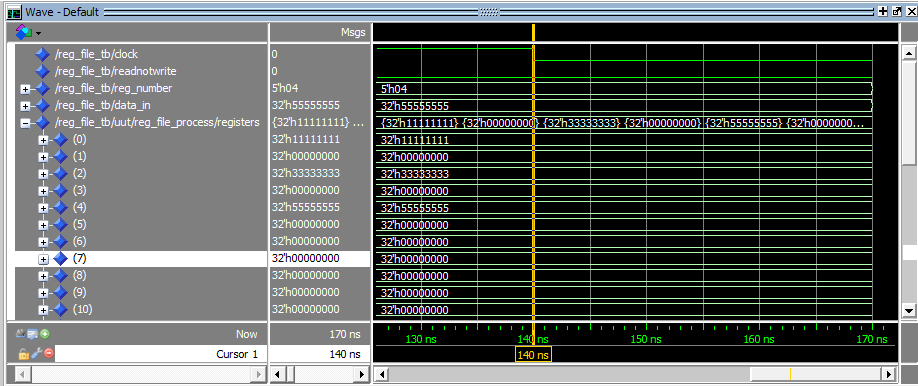 Wave - Default
Msgs
/reg_file_tb/clock 0
/reg_file_tb/readnotwrite 0
/reg_file_tb/reg_number 5'h04 5'h04
/reg_file_tb/data_in 32'h55555555 32'h55555555
/reg_file_tb/uut/reg_file_process/registers {32'h11111111} ... {32'h11111111} {32'h00000000} {32'h33333333} {32'h00000000} {32'h55555555} {32'h0000000...
(0) 32'h11111111 32'h11111111
(1) 32'h00000000 32'h00000000
(2) 32'h33333333 32'h33333333
(3) 32'h00000000 32'h00000000
(4) 32'h55555555 32'h55555555
(5) 32'h00000000 32'h00000000
(6) 32'h00000000 32'h00000000
(7) 32'h00000000 32'h00000000
(8) 32'h00000000 32'h00000000
(9) 32'h00000000 32'h00000000
(10) 32'h00000000 32'h00000000
Now 170 ns 130 ns 140 ns 150 ns 160 ns 170 ns
Cursor 1 140 ns 140 ns